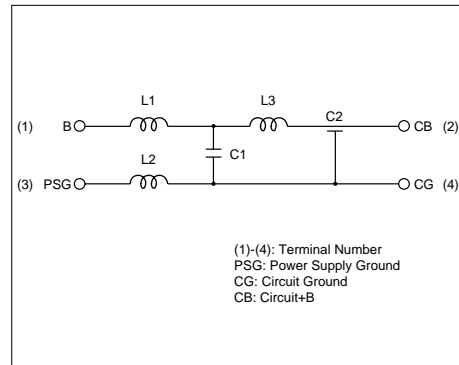 L1 L3
C2
(1) B CB (2)
C1
L2
(3) PSG CG (4)
(1)-(4): Terminal Number
PSG: Power Supply Ground
CG: Circuit Ground
CB: Circuit+B